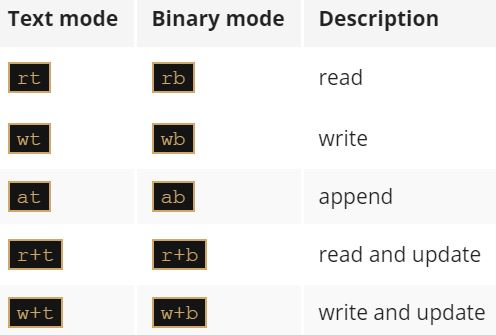 Text mode Binary mode Description
rt rb read
wt wb write
at ab append
r+t r+b read and update
w+t w+b write and update